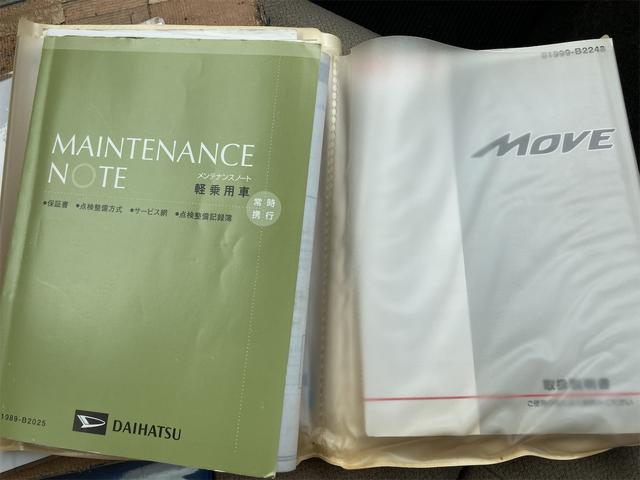 MAINTENANCE
NOTE
メンテナンスノート
軽乗用車
常時
携行
●保証書 ●点検整備方式 ●サービス網 ●点検整備記録簿
1989-B2025
DAIHATSU
01999-B2248
MOVE
取扱説明書